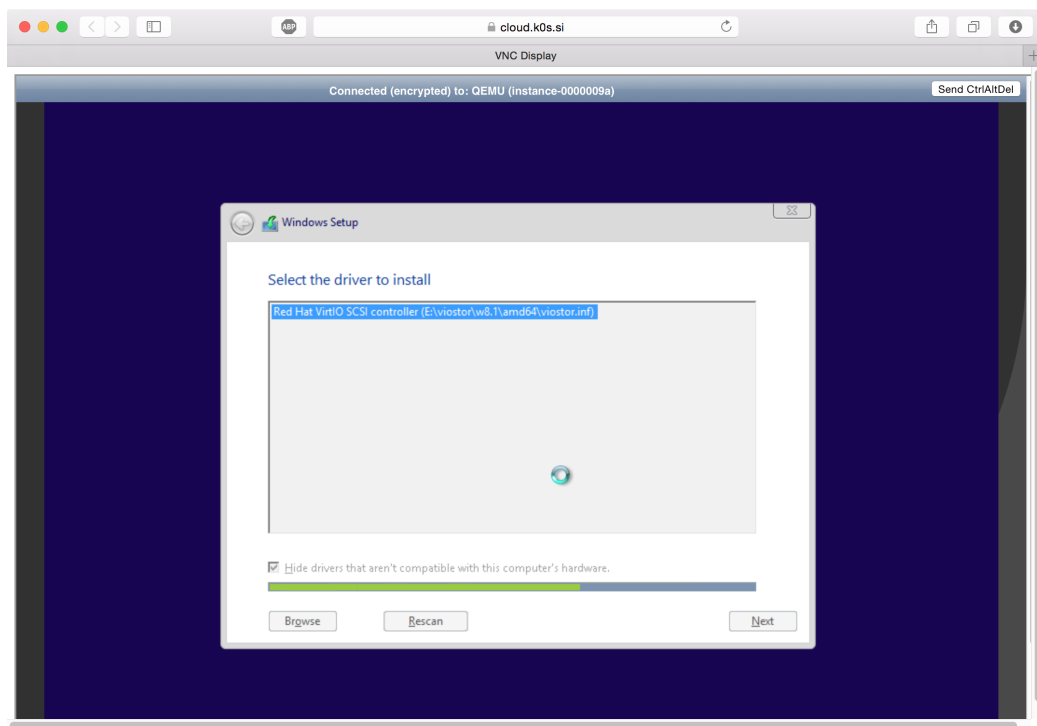 ABP
cloud.k0s.si
VNC Display
+
Connected (encrypted) to: QEMU (instance-0000009a)
Send CtrlAltDel
Windows Setup
Select the driver to install
Red Hat VirtIO SCSI controller (E:\viostor\w8.1\amd64\viostor.inf)
Hide drivers that aren't compatible with this computer's hardware.
Browse
Rescan
Next